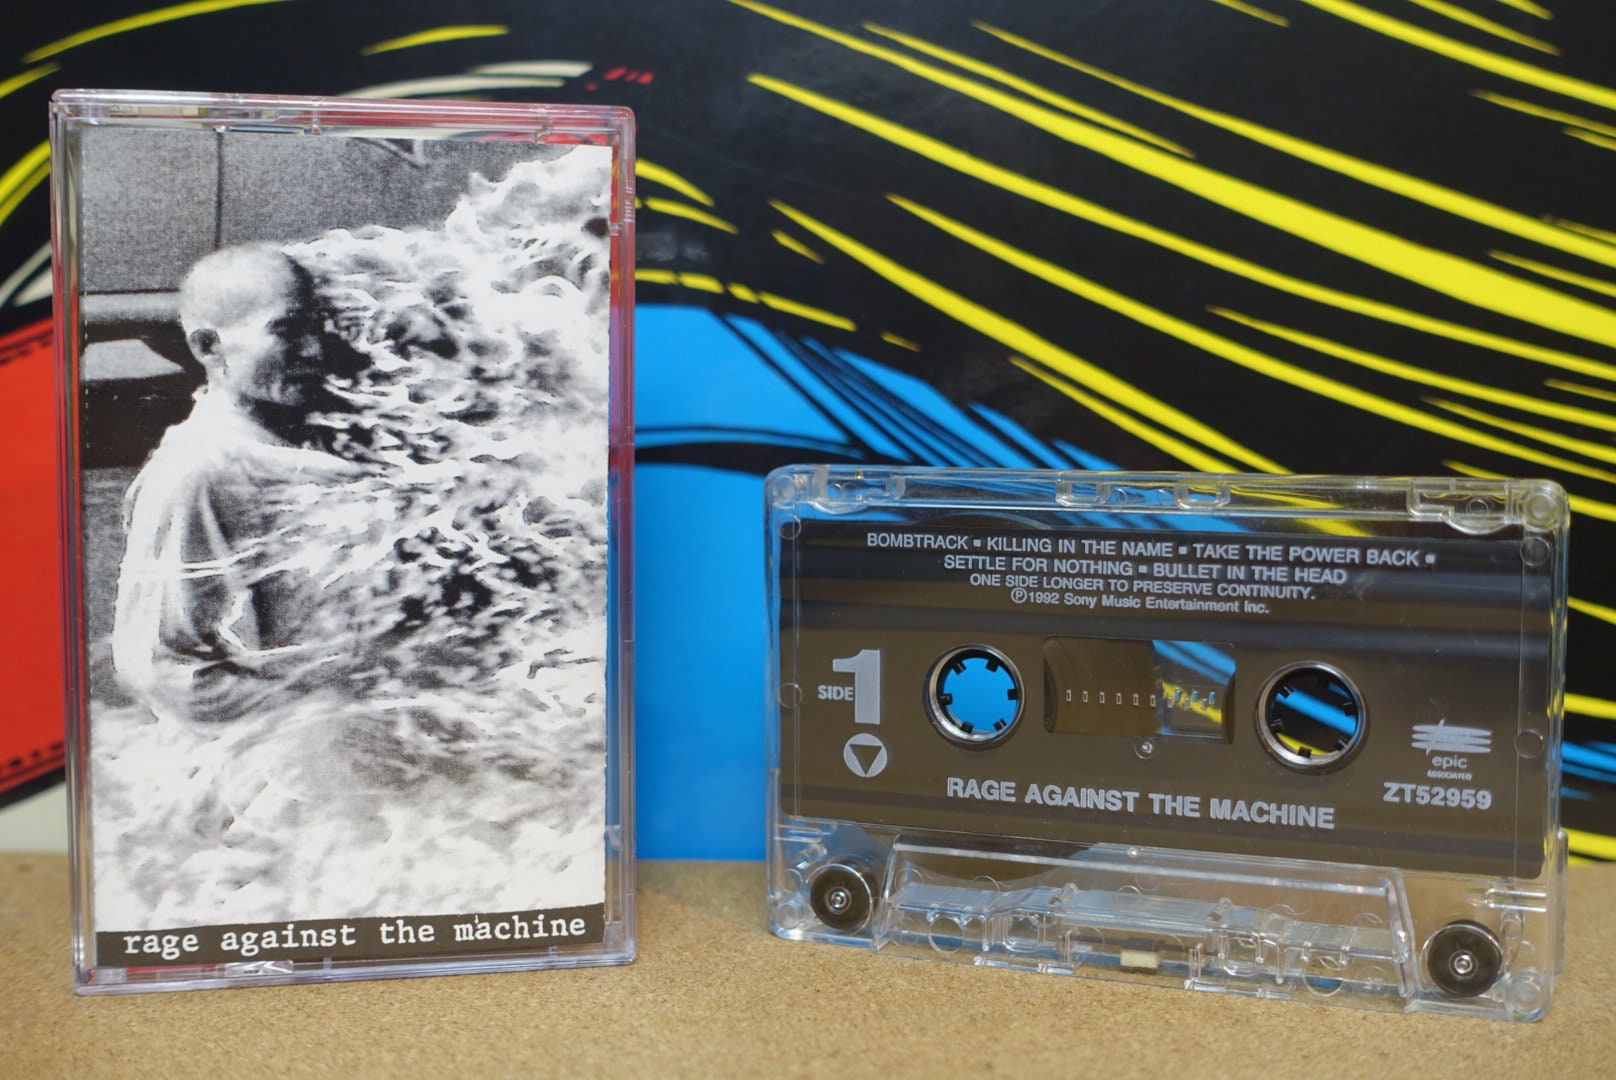 rage against the machine
BOMBTRACK ▪ KILLING IN THE NAME ▪ TAKE THE POWER BACK ▪
SETTLE FOR NOTHING ▪ BULLET IN THE HEAD
ONE SIDE LONGER TO PRESERVE CONTINUITY.
Ⓟ1992 Sony Music Entertainment Inc.
SIDE 1
epic
ASSOCIATED
ZT52959
RAGE AGAINST THE MACHINE